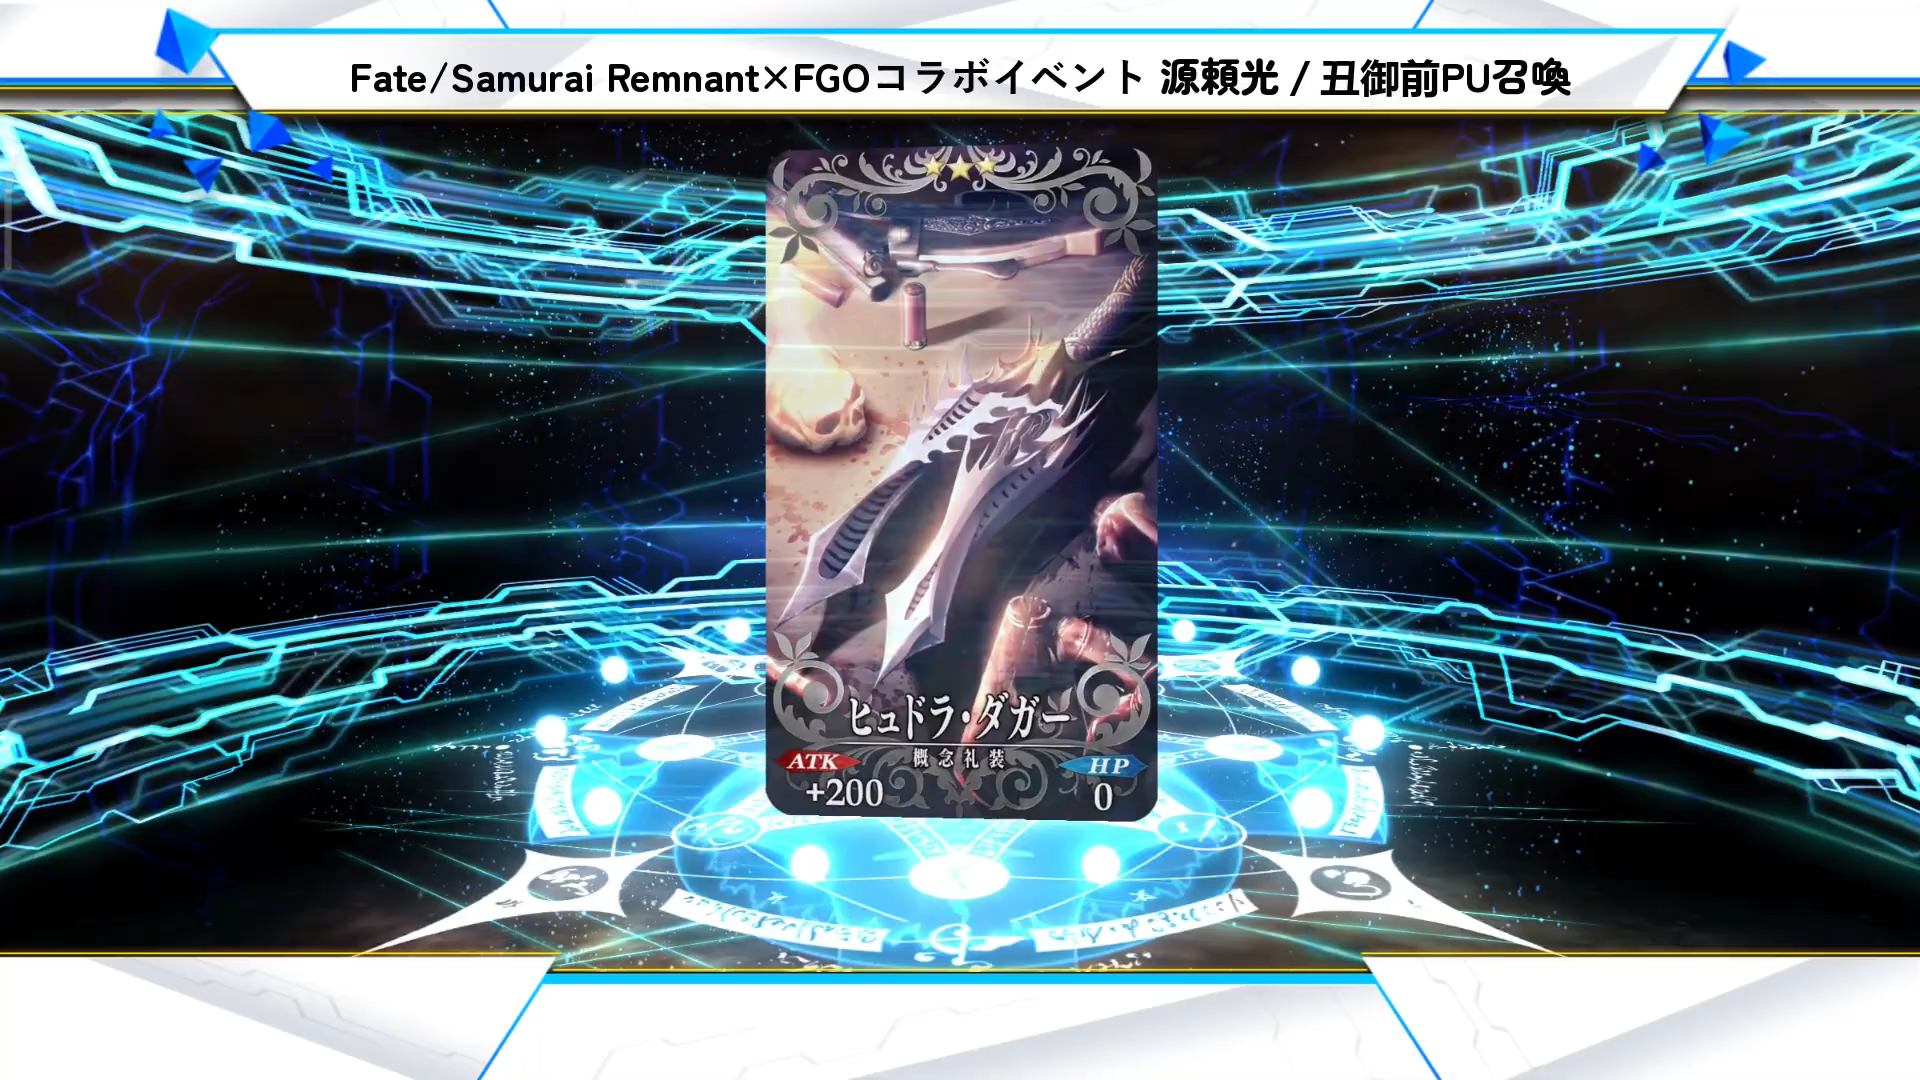 Fate/Samurai Remnant×FGOコラボイベント 源頼光 / 丑御前PU召喚
ヒュドラ・ダガー
概念礼装
ATK
HP
+200
0